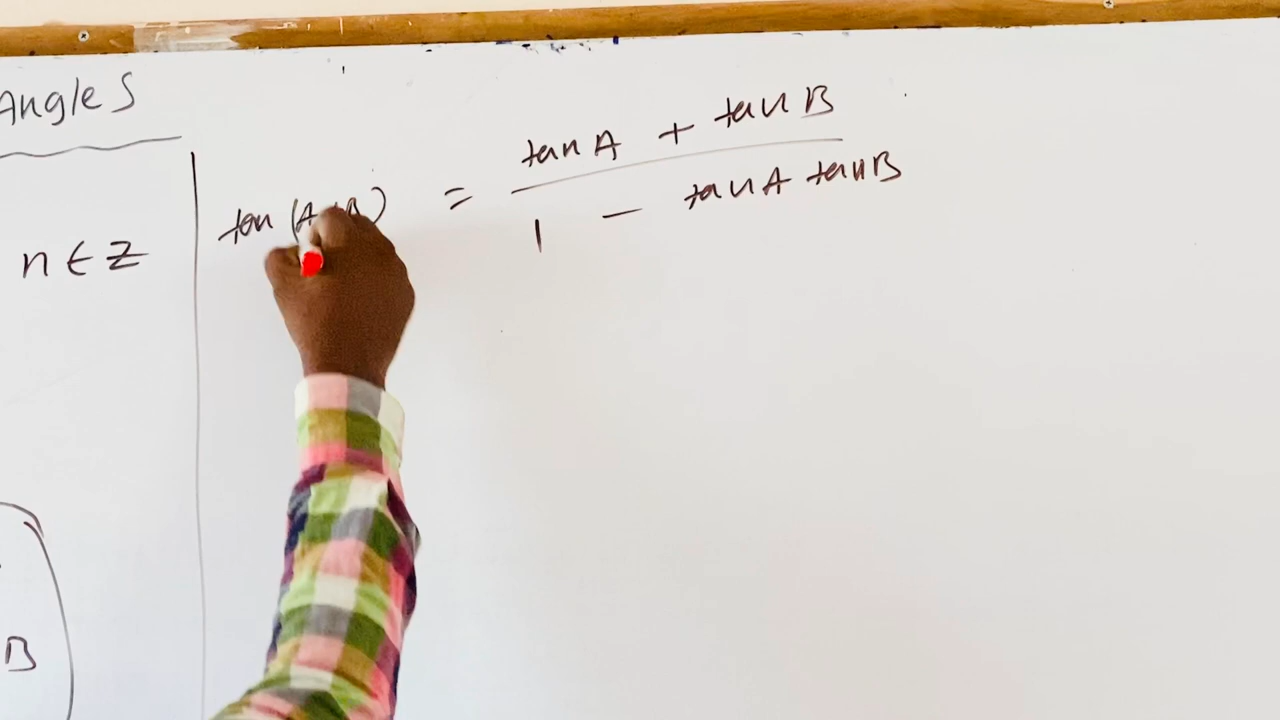 Angles
n ∈ Z
tan (A + B) = tan A + tan B
1 - tan A tan B
B